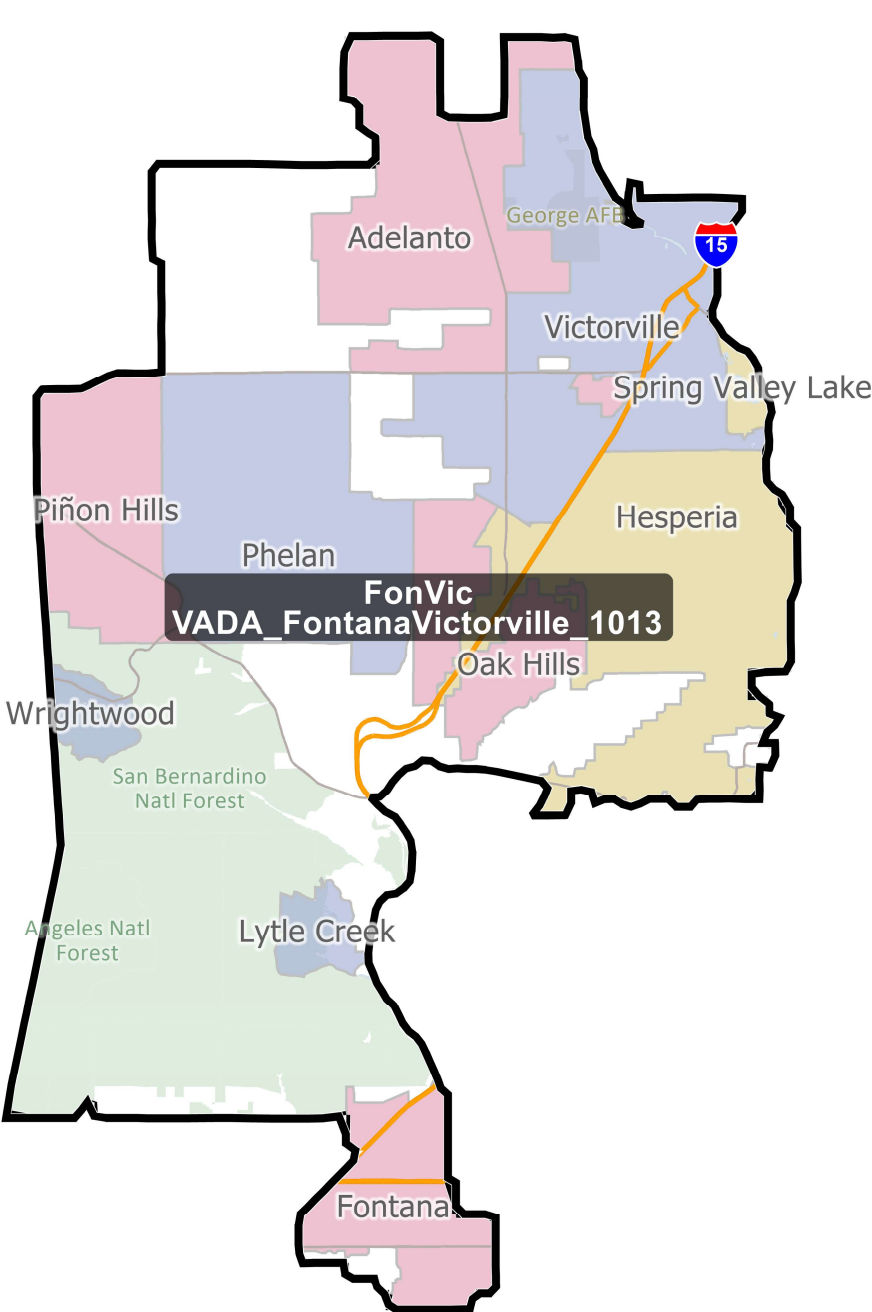 Adelanto
George AFB
15
Victorville
Spring Valley Lake
Piñon Hills
Hesperia
Phelan
FonVic
VADA_FontanaVictorville_1013
Oak Hills
Wrightwood
San Bernardino
Natl Forest
Angeles Natl
Forest
Lytle Creek
Fontana